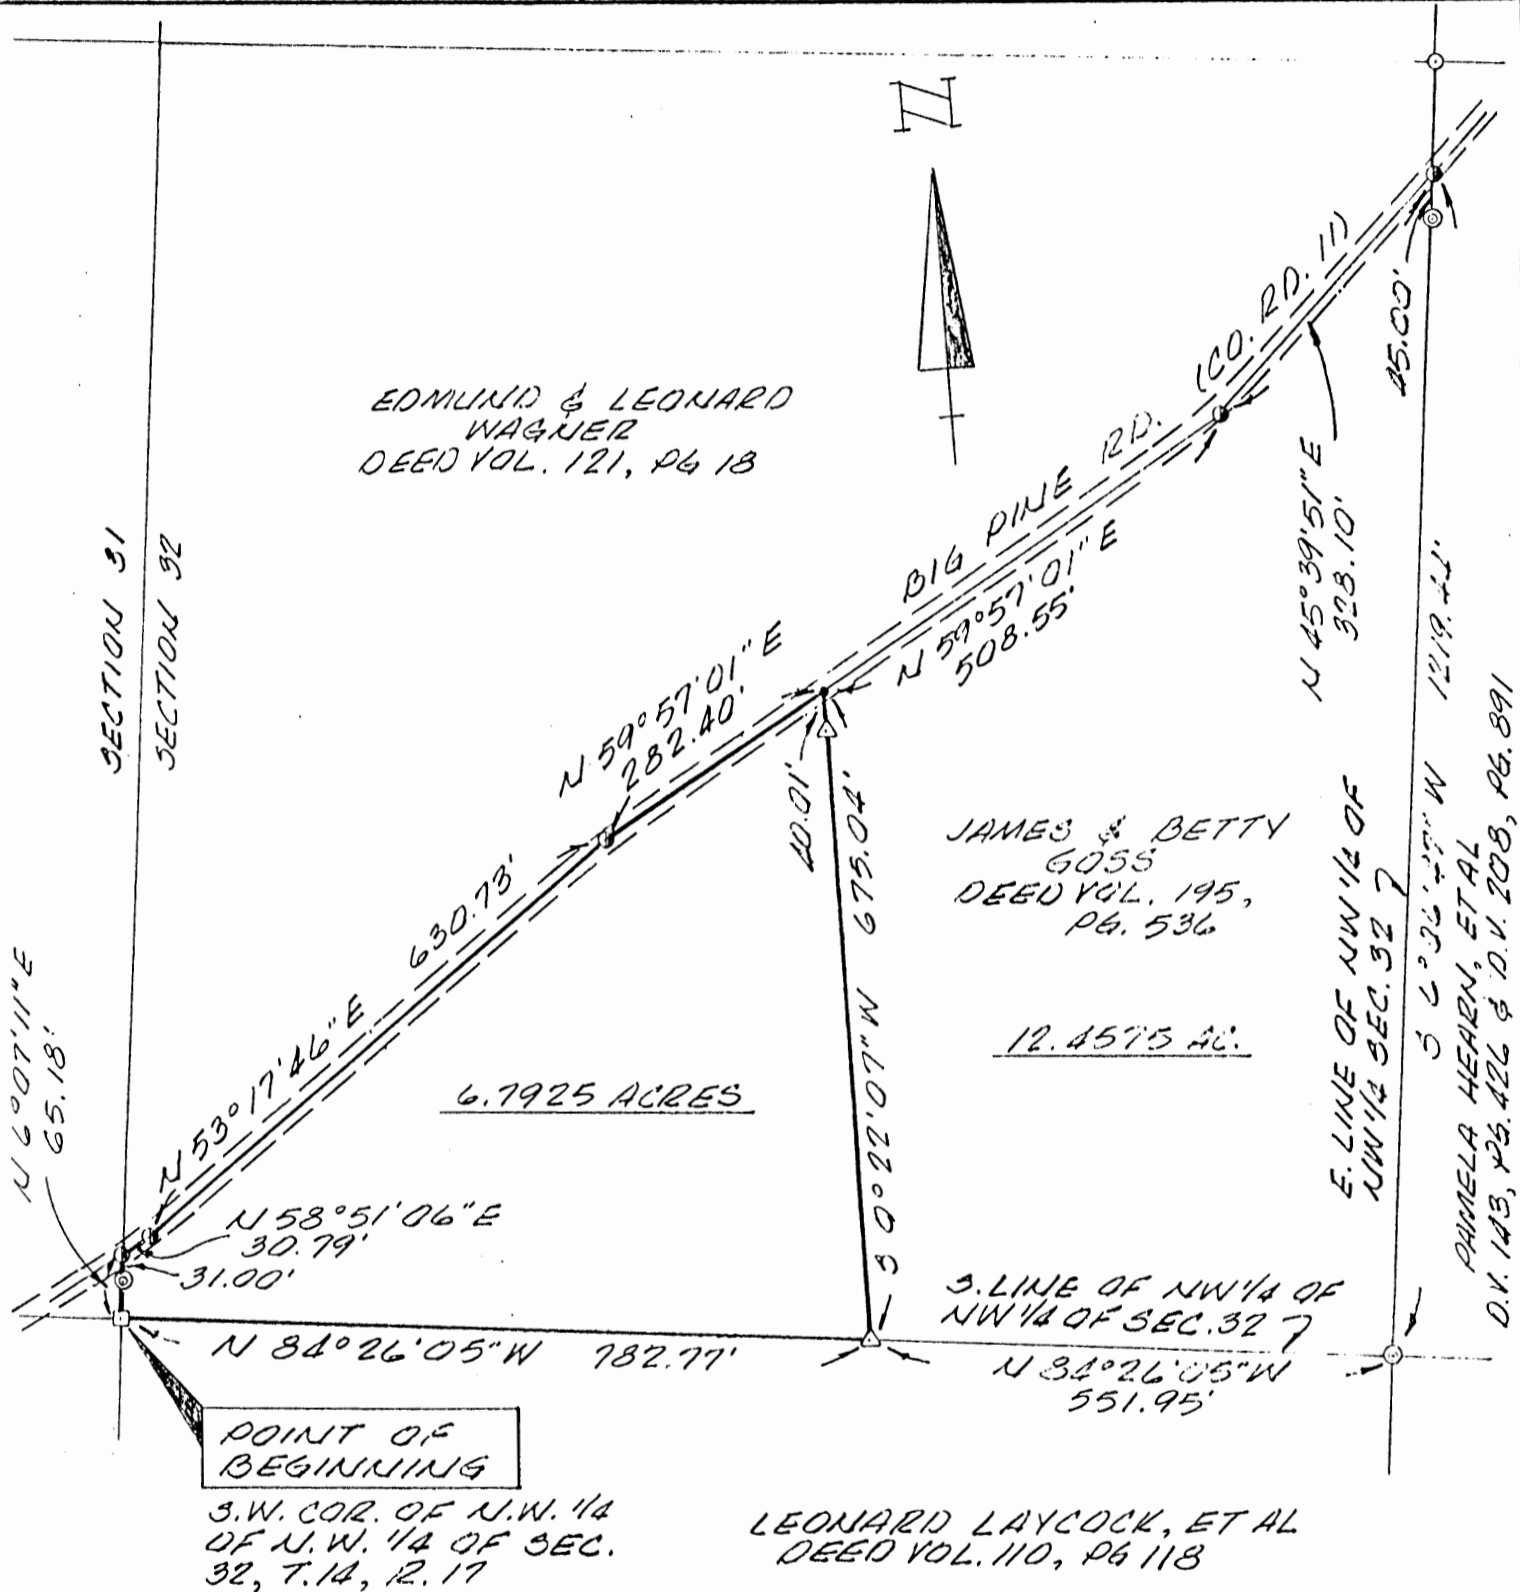 N
EDMUND & LEONARD
WAGNER
DEED VOL. 121, PG 18
SECTION 31
SECTION 32
BIG PINE RD. (CO. RD. 11)
45.00'
N 45°39'51"E
328.10'
N 59°57'01"E
508.55'
N 59°57'01"E
282.40'
40.01'
S 0°22'07"W 675.04'
JAMES & BETTY
GOSS
DEED VOL. 195,
PG. 536
12.4575 AC.
E. LINE OF NW 1/4 OF
NW 1/4 SEC. 32
W 1219.44'
PAMELA HEARN, ET AL
D.V. 143, PG. 426 & D.V. 208, PG. 891
630.73'
N 53°17'46"E
N 6°07'11"E
65.18'
6.7925 ACRES
N 58°51'06"E
30.79'
31.00'
S. LINE OF NW 1/4 OF
NW 1/4 OF SEC. 32
N 84°26'05"W 782.77'
N 84°26'05"W
551.95'
POINT OF
BEGINNING
S.W. COR. OF N.W. 1/4
OF N.W. 1/4 OF SEC.
32, T.14, R.17
LEONARD LAYCOCK, ET AL
DEED VOL. 110, PG 118